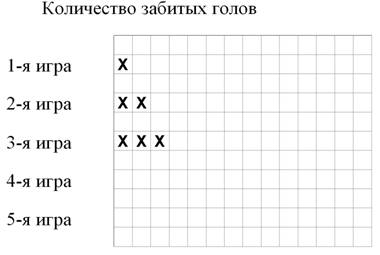 Количество забитых голов
1-я игра X
2-я игра X X
3-я игра X X X
4-я игра
5-я игра